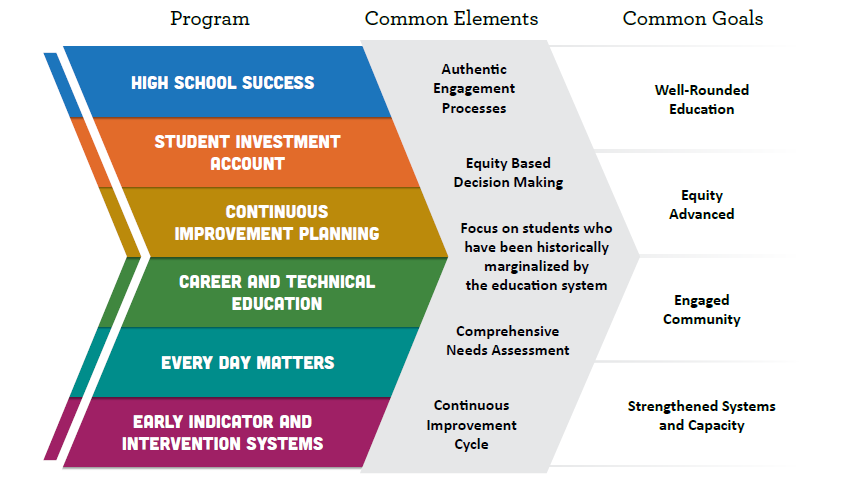 Program
Common Elements
Common Goals
HIGH SCHOOL SUCCESS
STUDENT INVESTMENT
ACCOUNT
CONTINUOUS
IMPROVEMENT PLANNING
CAREER AND TECHNICAL
EDUCATION
EVERY DAY MATTERS
EARLY INDICATOR AND
INTERVENTION SYSTEMS
Authentic
Engagement
Processes
Equity Based
Decision Making
Focus on students who
have been historically
marginalized by
the education system
Comprehensive
Needs Assessment
Continuous
Improvement
Cycle
Well-Rounded
Education
Equity
Advanced
Engaged
Community
Strengthened Systems
and Capacity